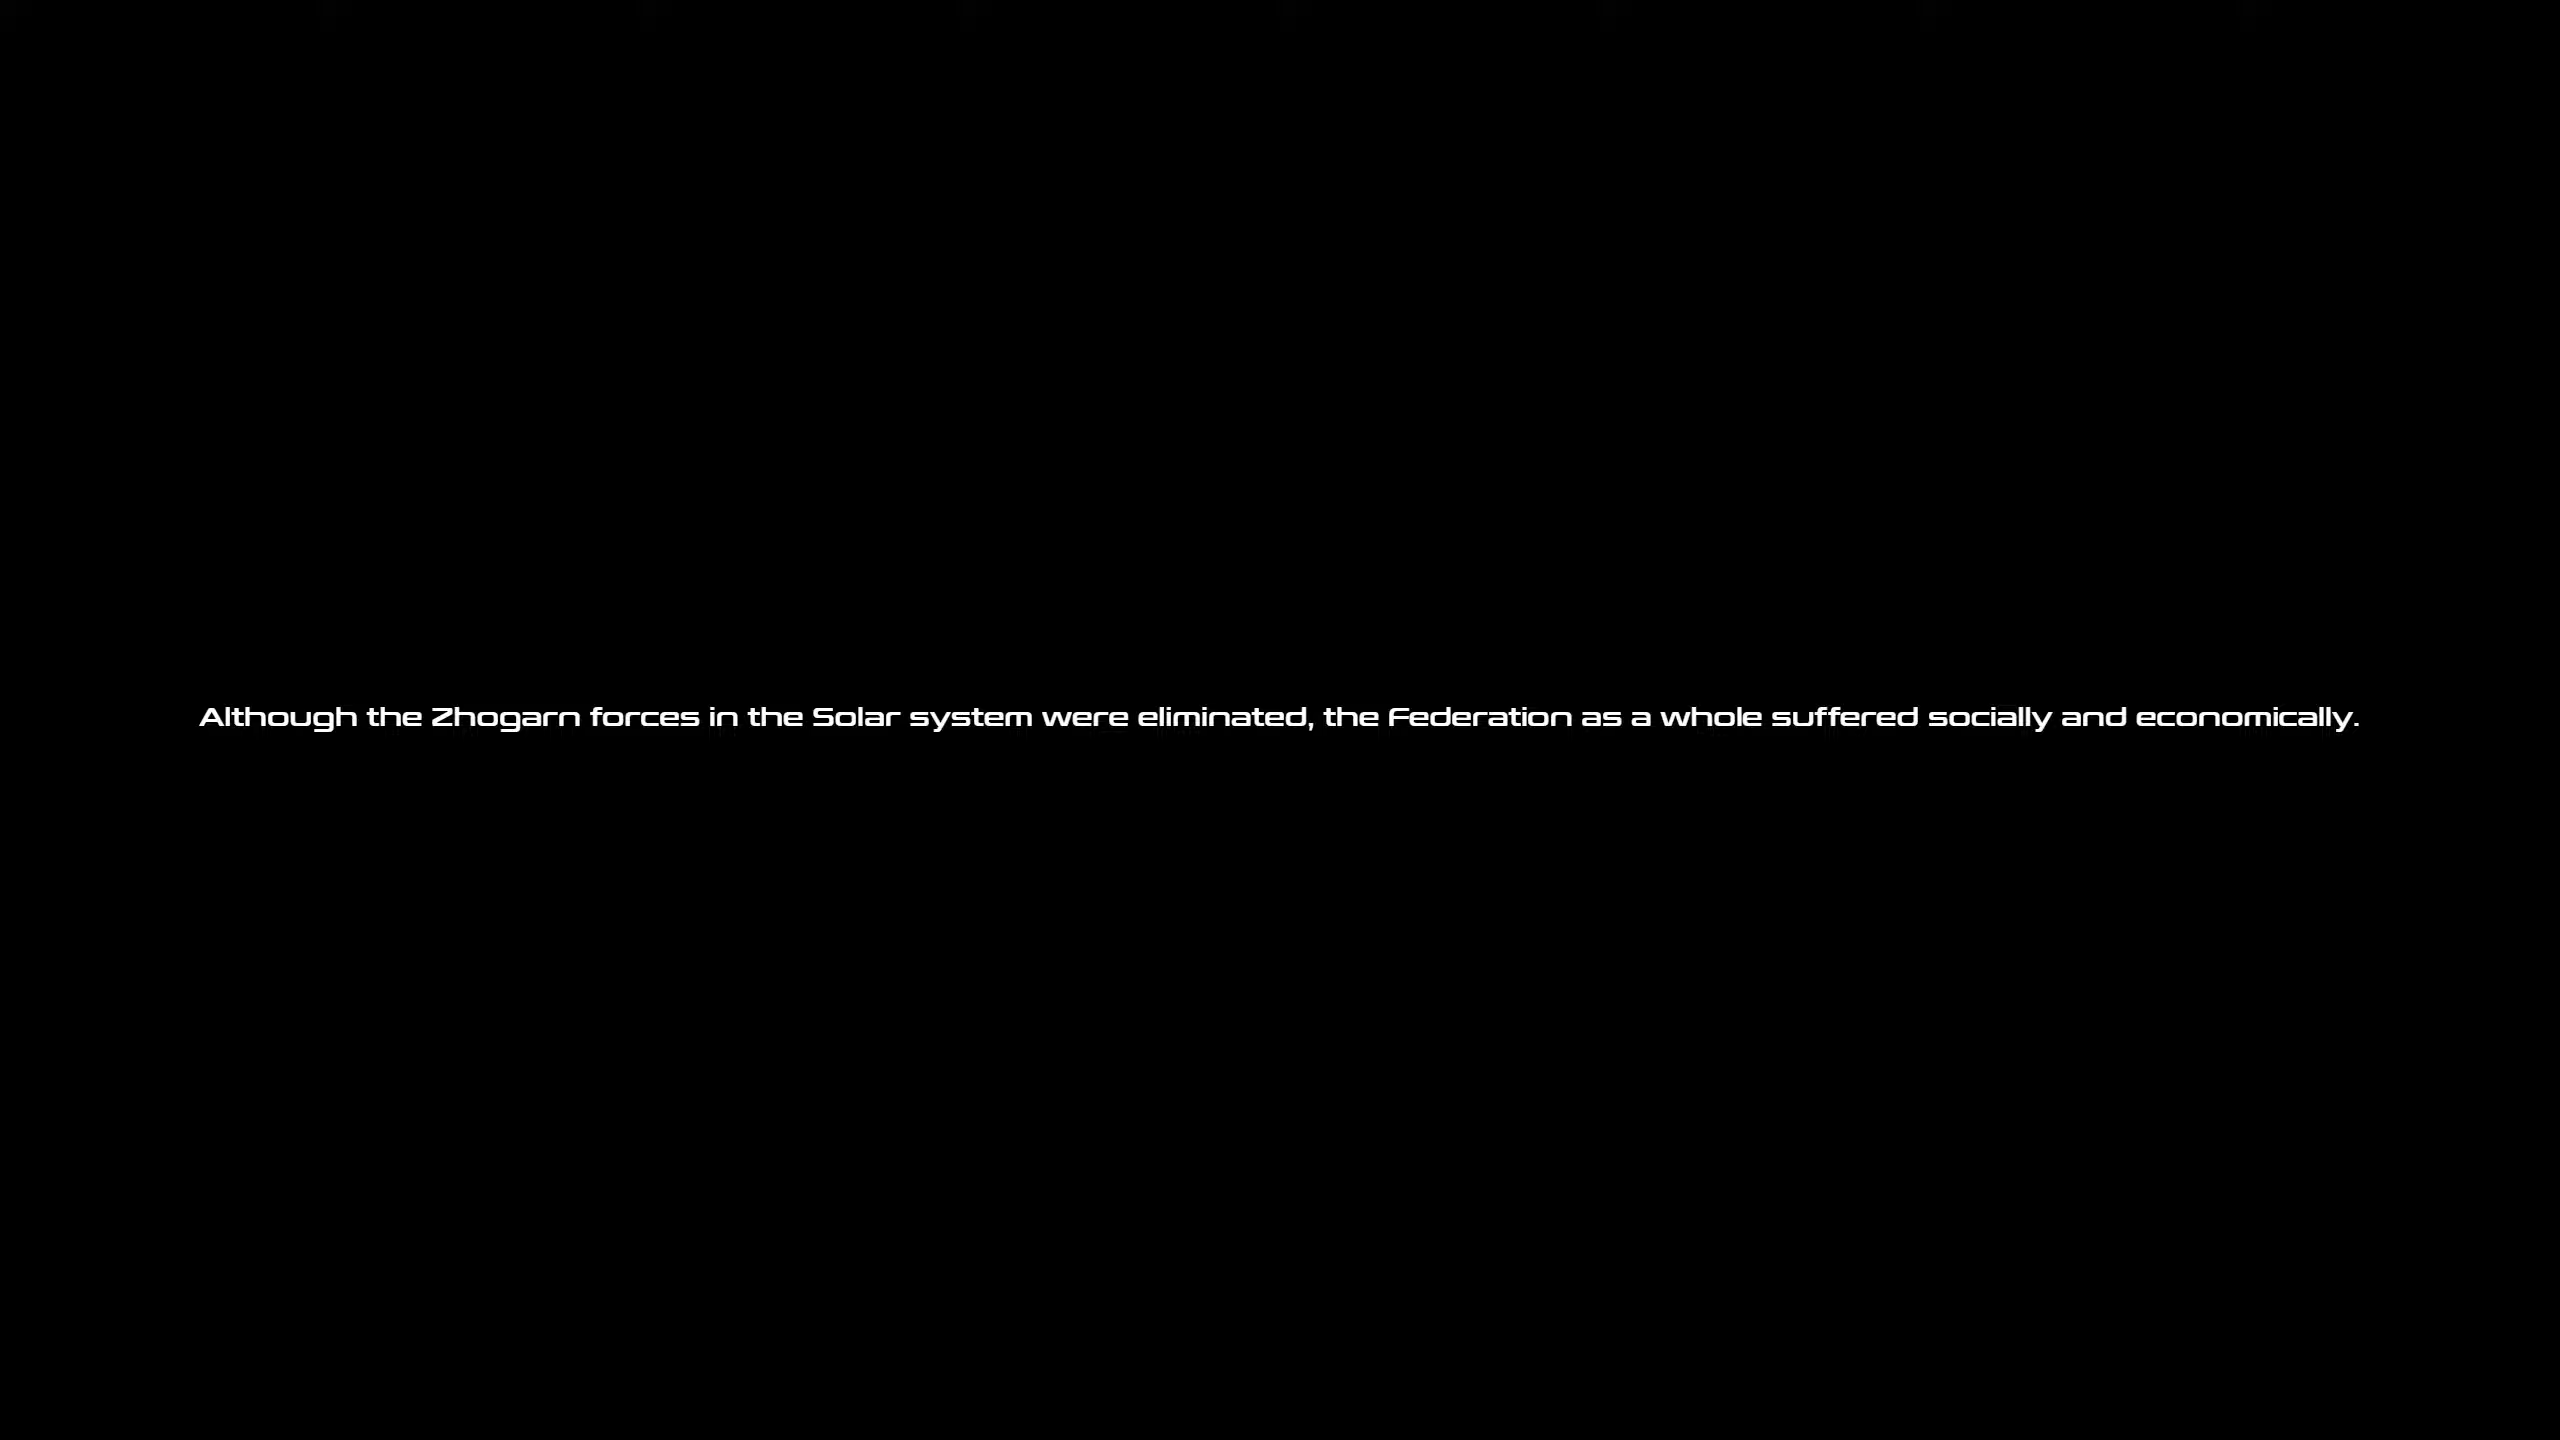 Although the Zhogarn forces in the Solar system were eliminated, the Federation as a whole suffered socially and economically.